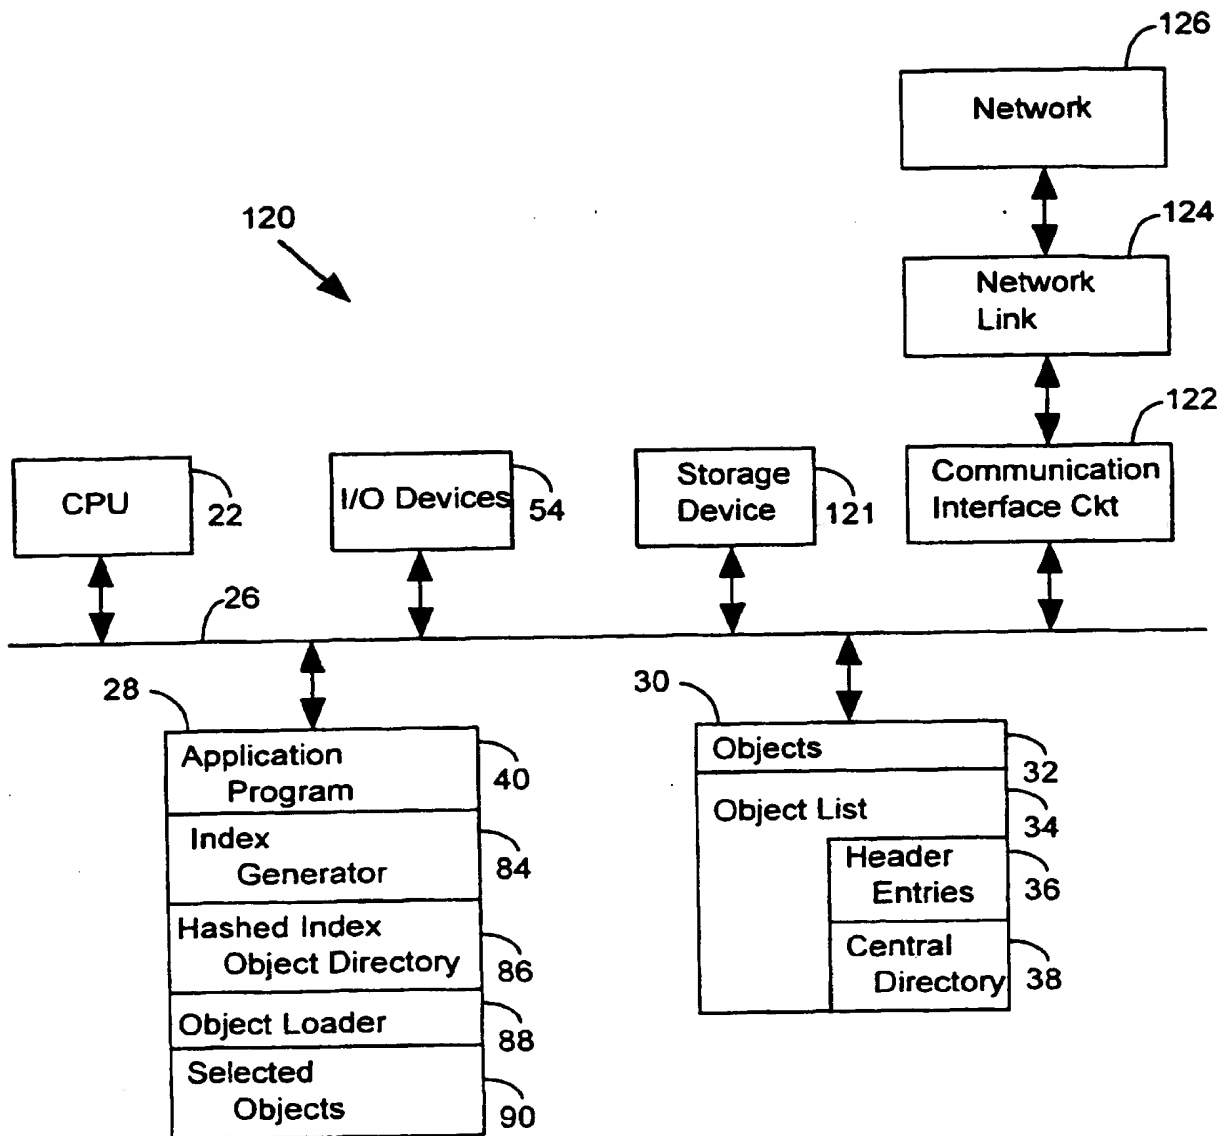 126
Network
120
124
Network
Link
122
CPU
22
I/O Devices
54
Storage
Device
121
Communication
Interface Ckt
26
28
Application
Program
40
Index
Generator
84
Hashed Index
Object Directory
86
Object Loader
88
Selected
Objects
90
30
Objects
32
Object List
34
Header
Entries
36
Central
Directory
38